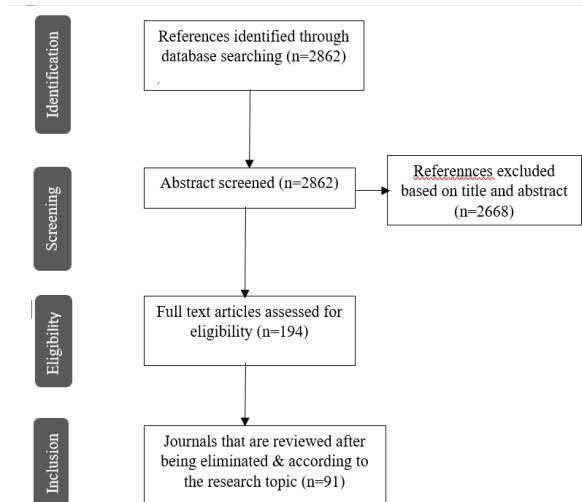 Identification
References identified through
database searching (n=2862)
Screening
Abstract screened (n=2862)
Referennces excluded
based on title and abstract
(n=2668)
Eligibility
Full text articles assessed for
eligibility (n=194)
Inclusion
Journals that are reviewed after
being eliminated & according to
the research topic (n=91)